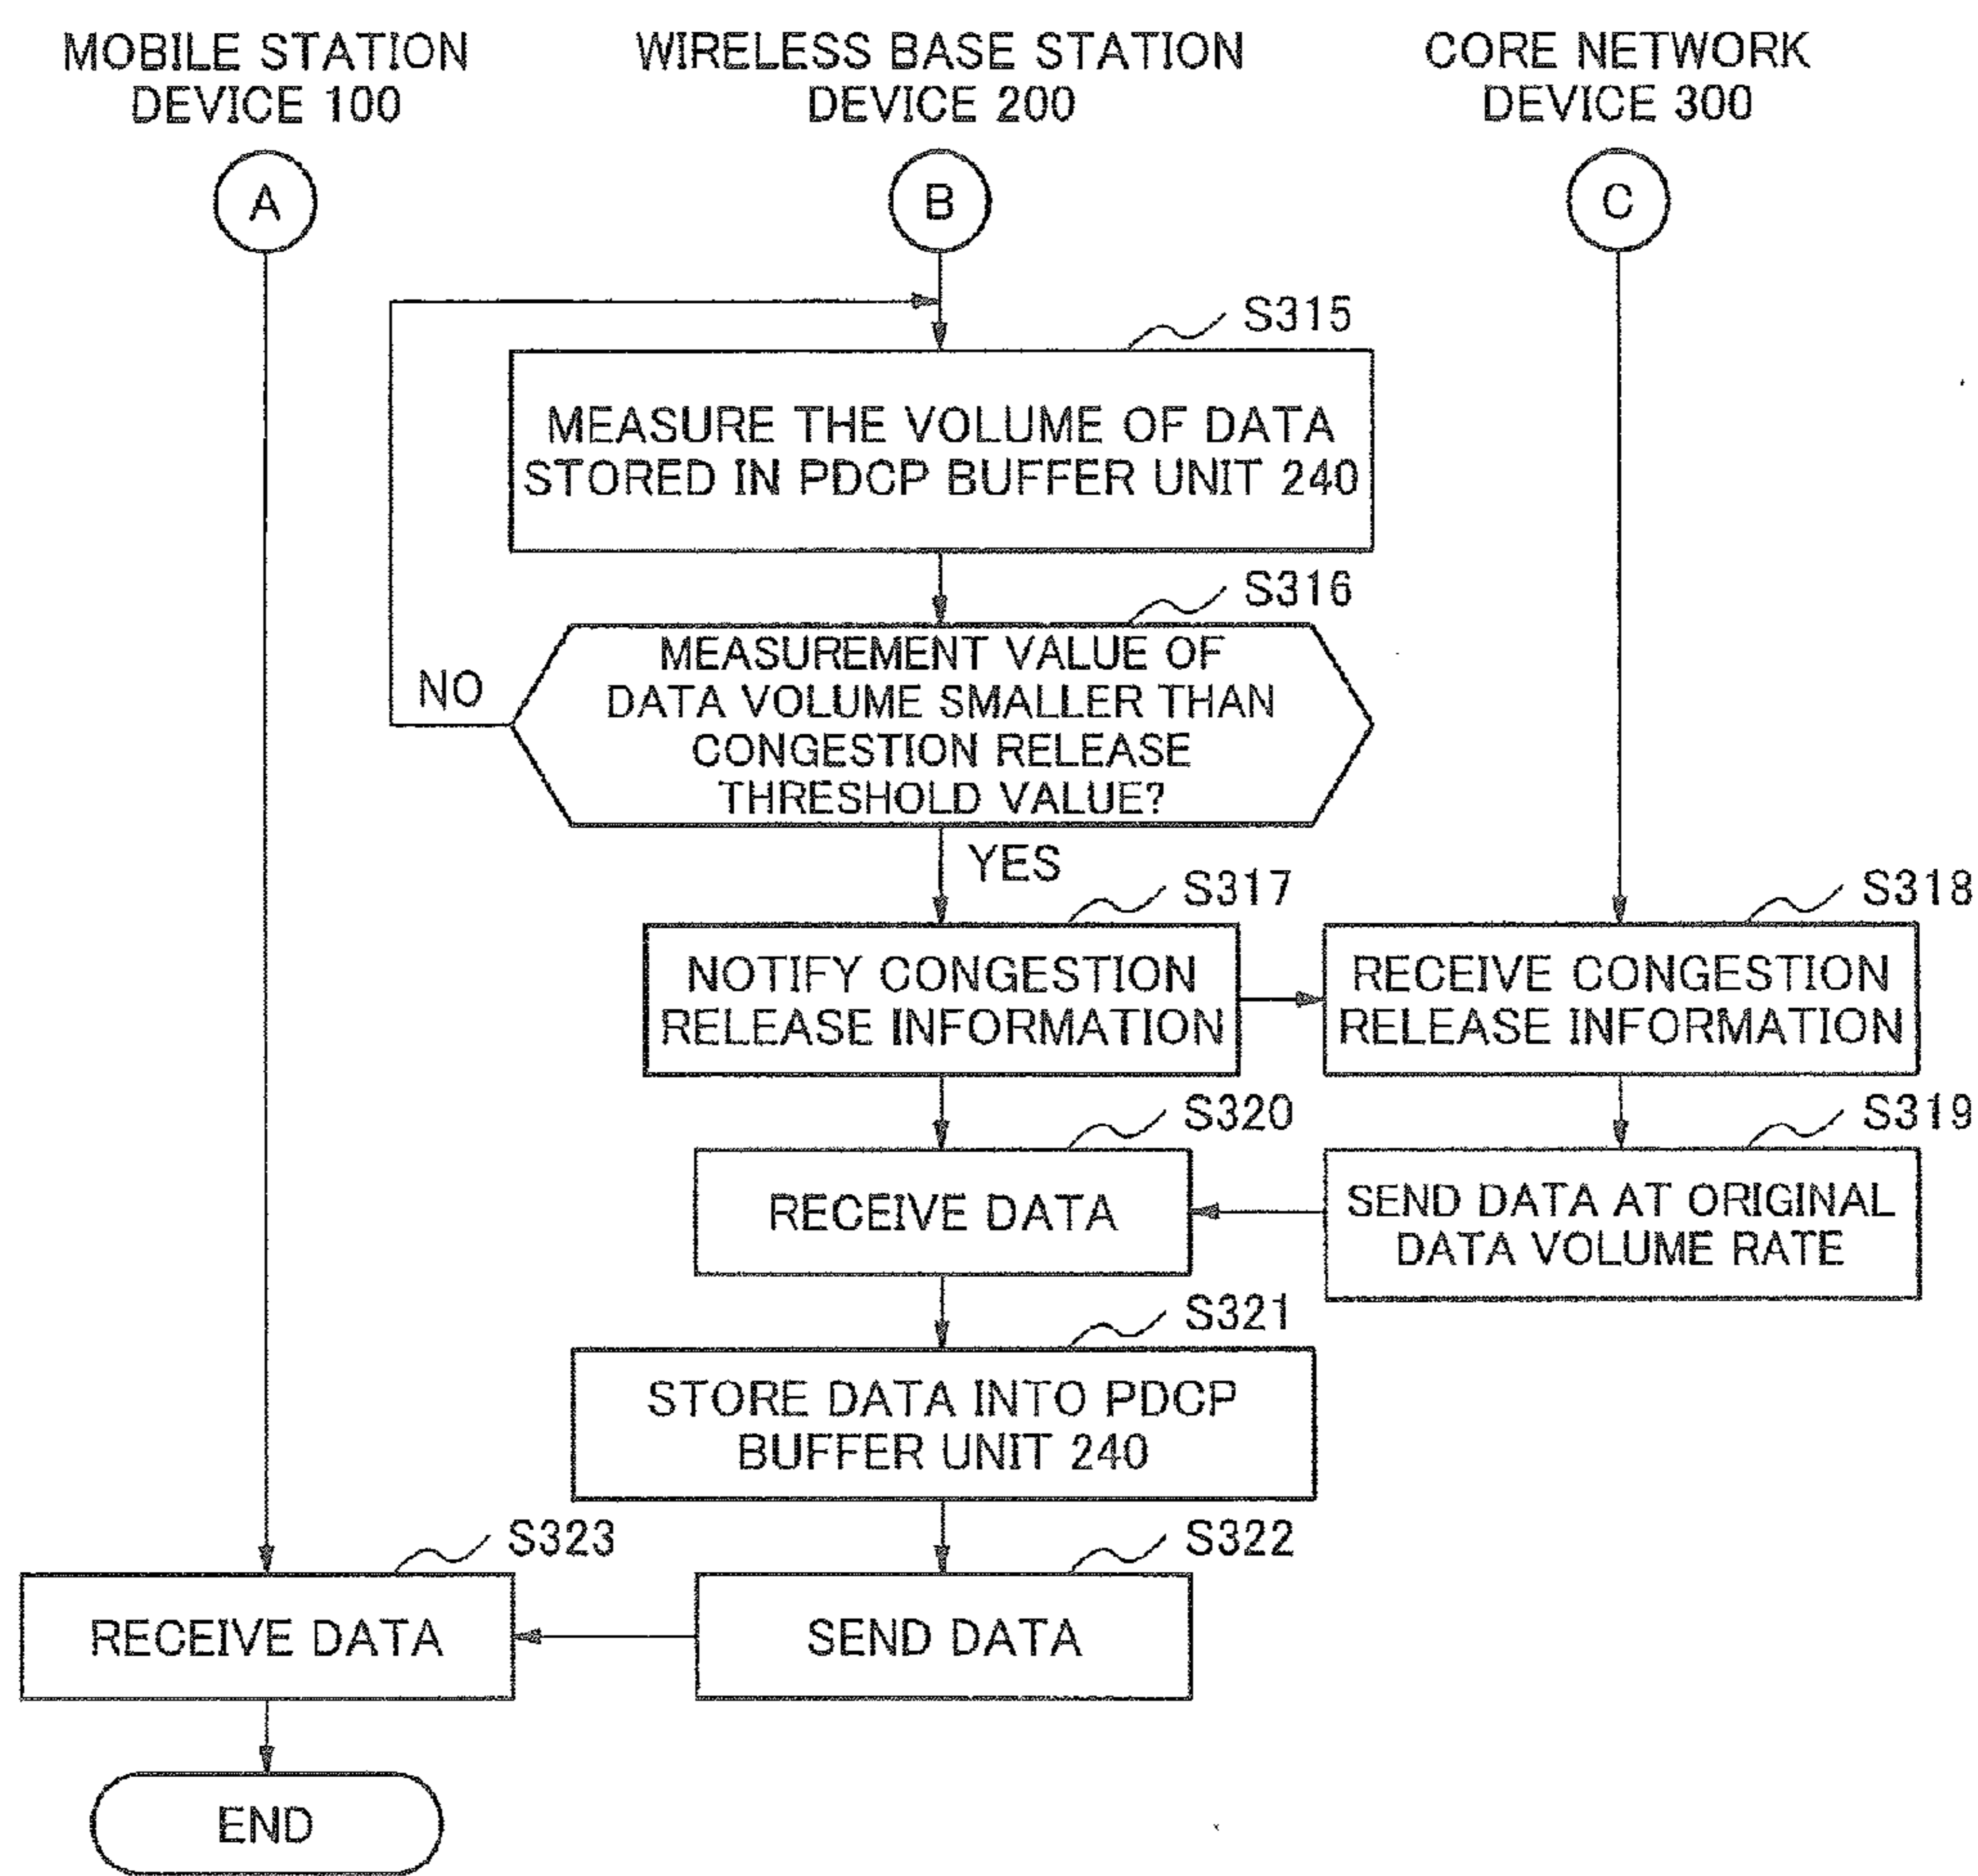 MOBILE STATION
DEVICE 100
WIRELESS BASE STATION
DEVICE 200
CORE NETWORK
DEVICE 300
A
B
C
S315
MEASURE THE VOLUME OF DATA
STORED IN PDCP BUFFER UNIT 240
S316
MEASUREMENT VALUE OF
DATA VOLUME SMALLER THAN
CONGESTION RELEASE
THRESHOLD VALUE?
NO
YES
S317
NOTIFY CONGESTION
RELEASE INFORMATION
S318
RECEIVE CONGESTION
RELEASE INFORMATION
S320
RECEIVE DATA
S319
SEND DATA AT ORIGINAL
DATA VOLUME RATE
S321
STORE DATA INTO PDCP
BUFFER UNIT 240
S323
RECEIVE DATA
S322
SEND DATA
END